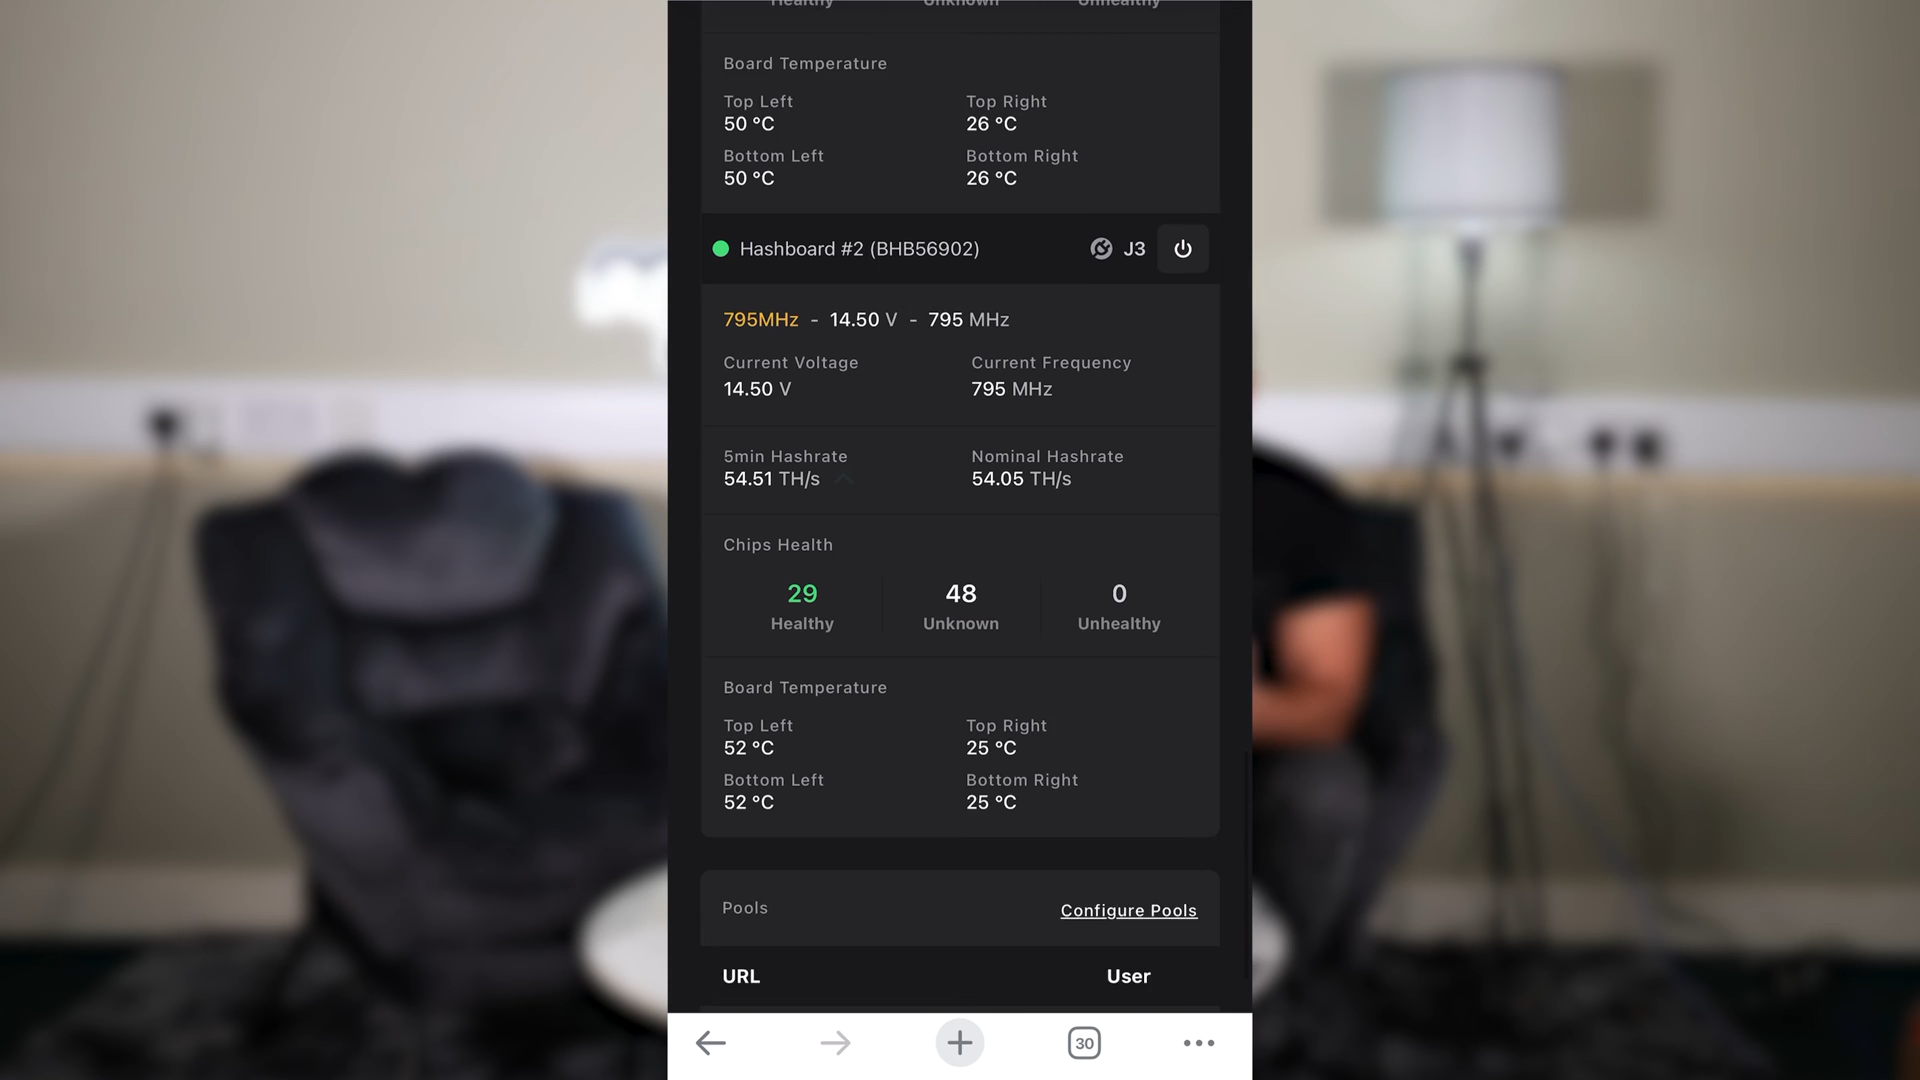 Healthy Unknown Unhealthy
Board Temperature
Top Left Top Right
50 °C 26 °C
Bottom Left Bottom Right
50 °C 26 °C
Hashboard #2 (BHB56902) J3
795MHz - 14.50 V - 795 MHz
Current Voltage Current Frequency
14.50 V 795 MHz
5min Hashrate Nominal Hashrate
54.51 TH/s 54.05 TH/s
Chips Health
29 48 0
Healthy Unknown Unhealthy
Board Temperature
Top Left Top Right
52 °C 25 °C
Bottom Left Bottom Right
52 °C 25 °C
Pools Configure Pools
URL User
30